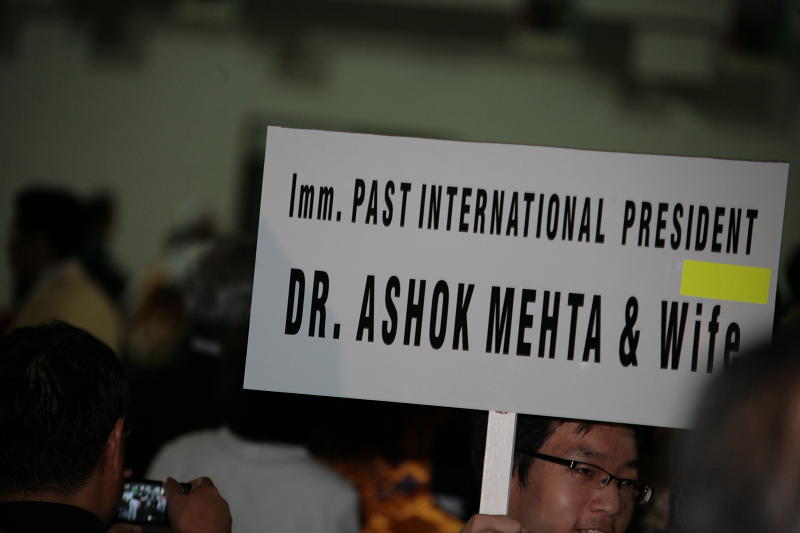 Imm. PAST INTERNATIONAL PRESIDENT
DR. ASHOK MEHTA & Wife